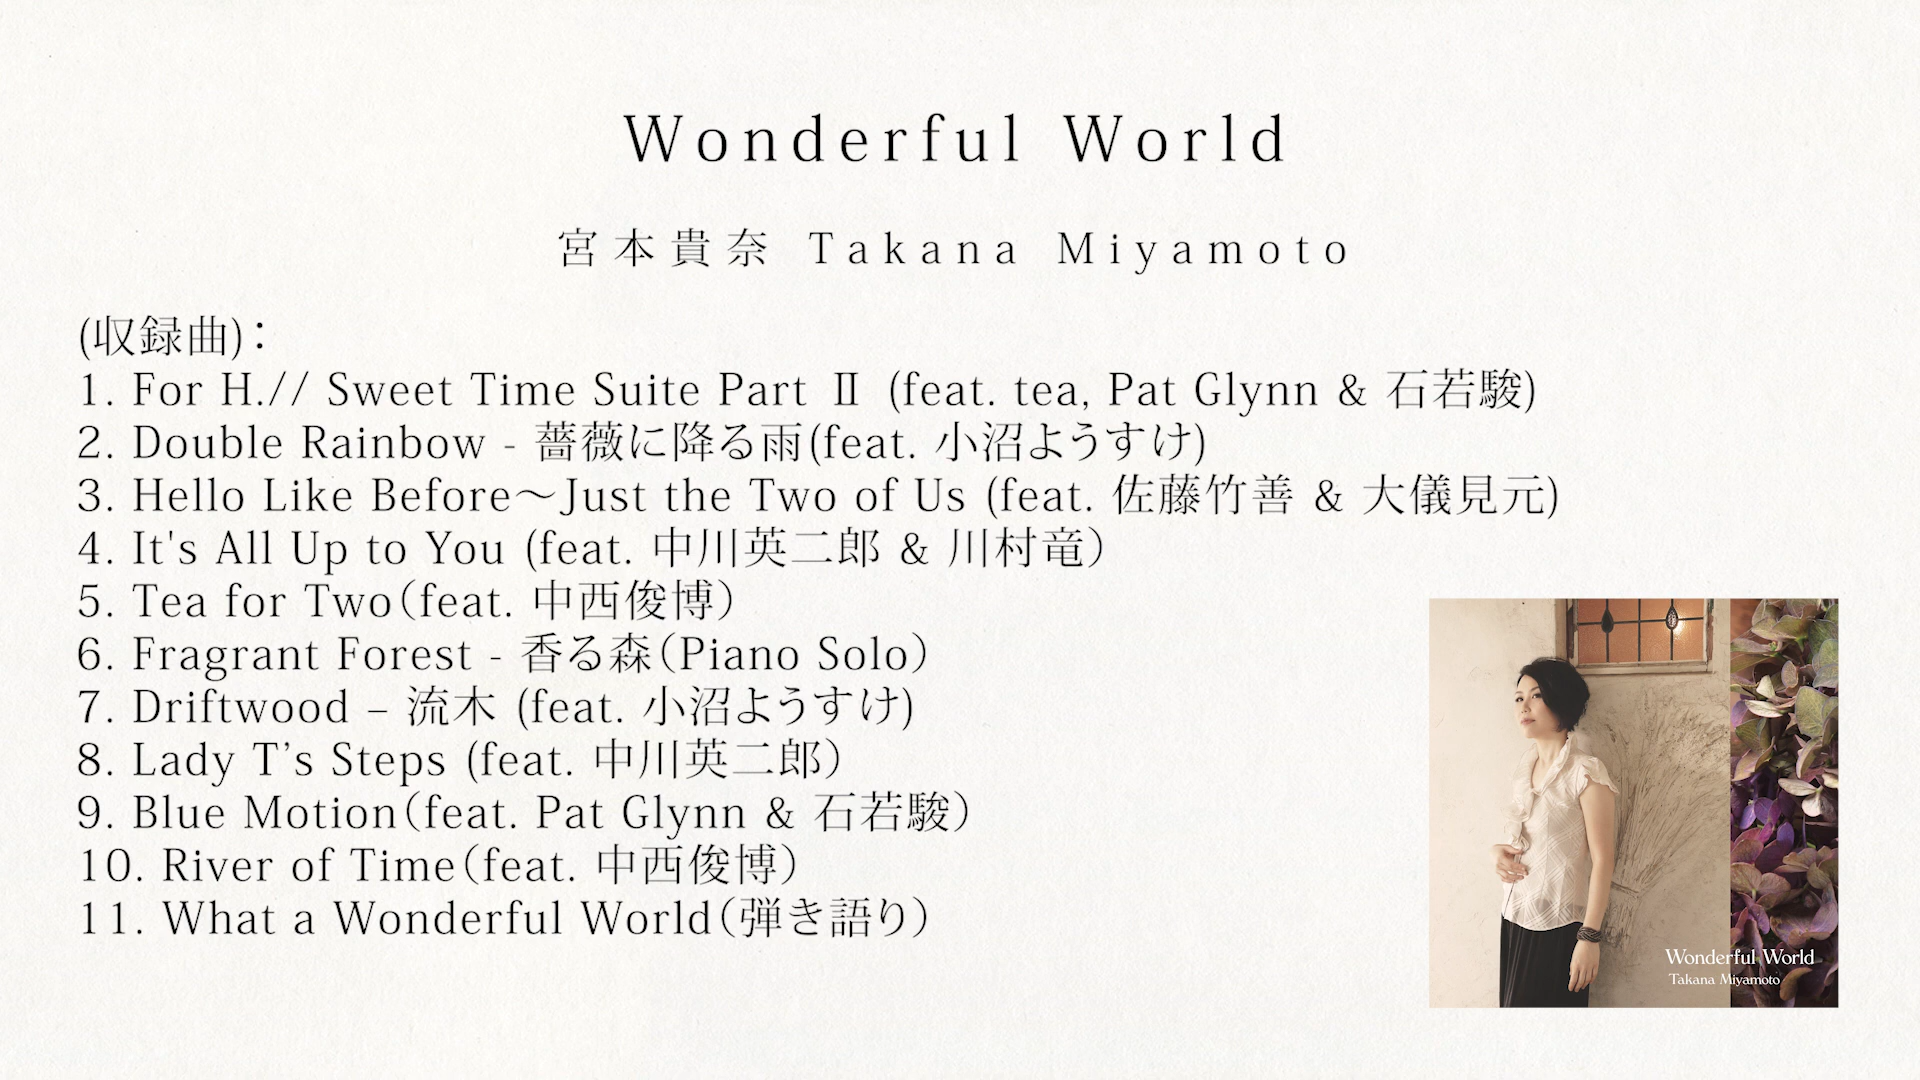 Wonderful World
宮本貴奈 Takana Miyamoto
(収録曡)：
1. For H.// Sweet Time Suite Part Ⅱ (feat. tea, Pat Glynn & 石若駿)
2. Double Rainbow - 薔薇に降る雨(feat. 小沼ようすけ)
3. Hello Like Before〜Just the Two of Us (feat. 佐藤竹善 & 大儀見元)
4. It's All Up to You (feat. 中川英二郎 & 川村竜）
5. Tea for Two（feat. 中西俊博）
6. Fragrant Forest - 香る森（Piano Solo）
7. Driftwood – 流木 (feat. 小沼ようすけ)
8. Lady T’s Steps (feat. 中川英二郎）
9. Blue Motion（feat. Pat Glynn & 石若駿）
10. River of Time（feat. 中西俊博）
11. What a Wonderful World（弾き語り）
Wonderful World
Takana Miyamoto